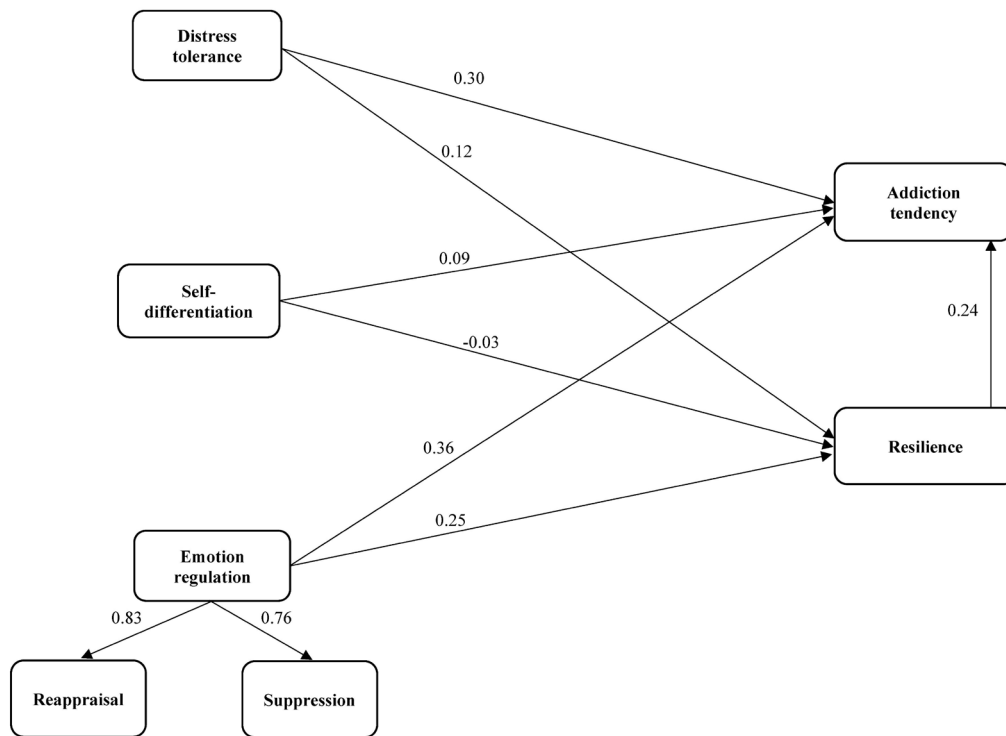 Distress
tolerance
0.30
0.12
Addiction
tendency
0.09
Self-
differentiation
-0.03
0.24
0.36
Resilience
0.25
Emotion
regulation
0.83
0.76
Reappraisal
Suppression